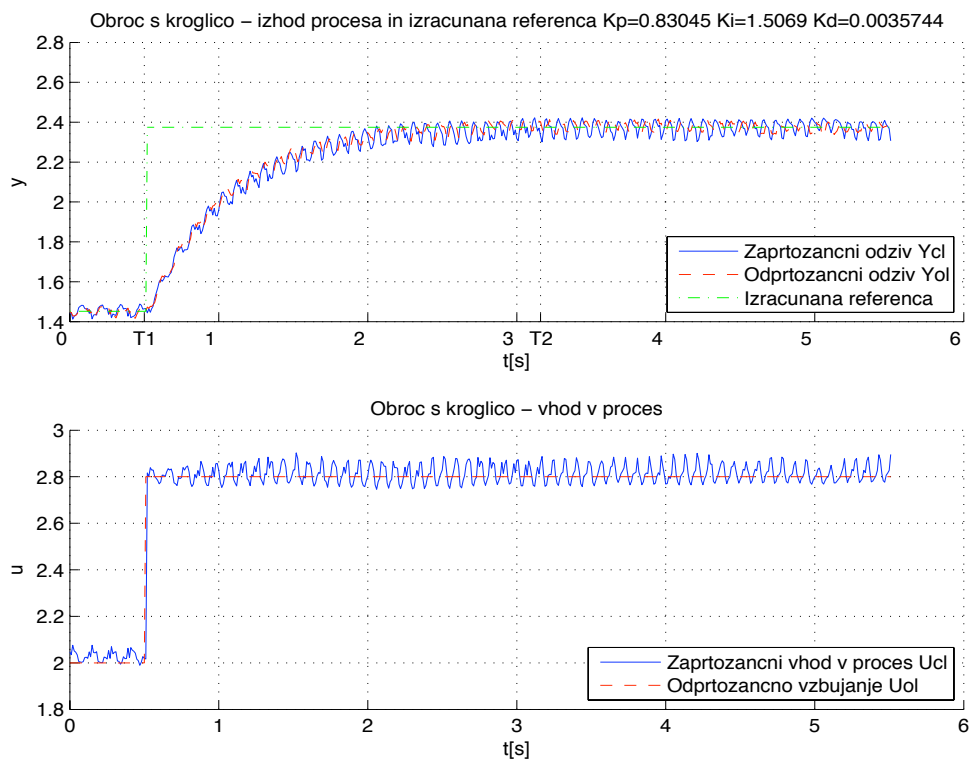 Obroc s kroglico – izhod procesa in izracunana referenca Kp=0.83045 Ki=1.5069 Kd=0.0035744
2.8
2.6
2.4
2.2
2
1.8
1.6
1.4
y
Zaprtozancni odziv Ycl
Odprtozancni odziv Yol
Izracunana referenca
0 T1 1 2 3 T2 4 5 6
t[s]
Obroc s kroglico – vhod v proces
3
2.8
2.6
2.4
2.2
2
1.8
u
Zaprtozancni vhod v proces Ucl
Odprtozancno vzbujanje Uol
0 1 2 3 4 5 6
t[s]